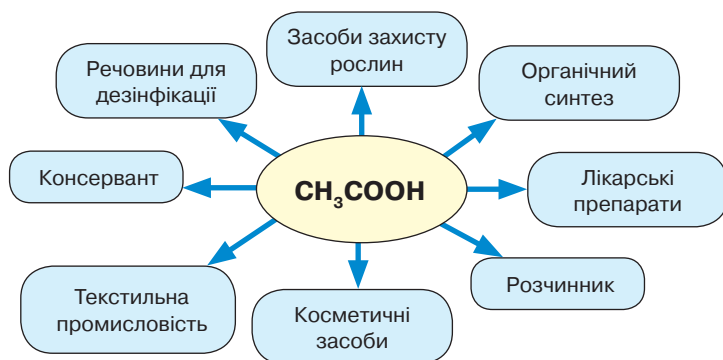 Засоби захисту
рослин
Речовини для
дезінфекції
Органічний
синтез
Консервант
CH₃COOH
Лікарські
препарати
Текстильна
промисловість
Косметичні
засоби
Розчинник